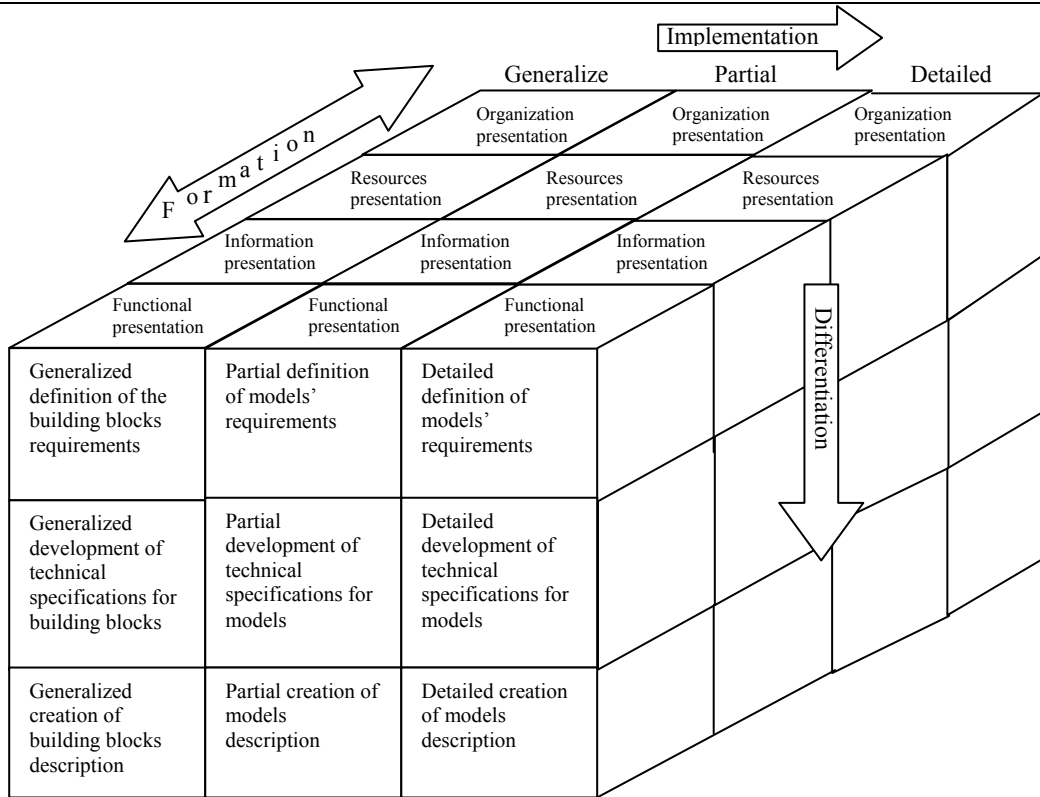 Implementation
Generalize
Partial
Detailed
Formation
Organization
presentation
Organization
presentation
Organization
presentation
Resources
presentation
Resources
presentation
Resources
presentation
Information
presentation
Information
presentation
Information
presentation
Functional
presentation
Functional
presentation
Functional
presentation
Differentiation
Generalized
definition of the
building blocks
requirements
Partial definition
of models’
requirements
Detailed
definition of
models’
requirements
Generalized
development of
technical
specifications for
building blocks
Partial
development of
technical
specifications for
models
Detailed
development of
technical
specifications for
models
Generalized
creation of
building blocks
description
Partial creation of
models
description
Detailed creation
of models
description